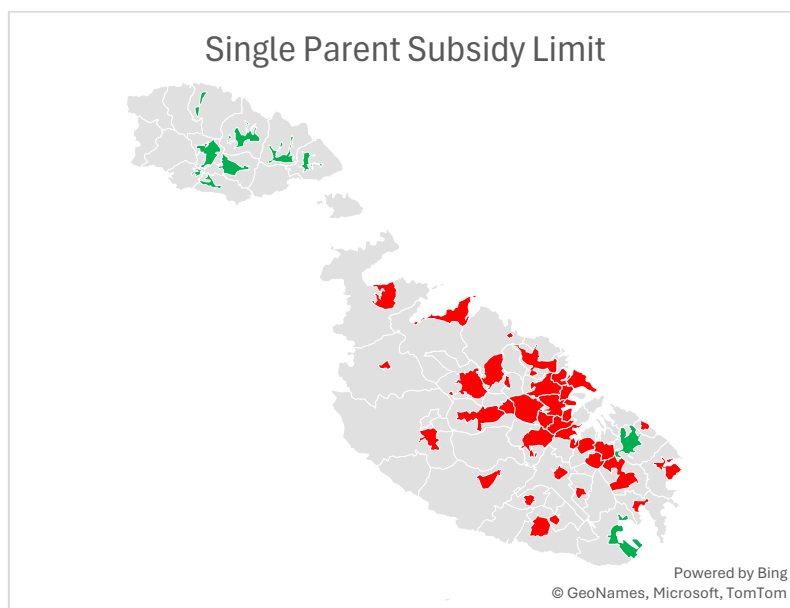 Single Parent Subsidy Limit
Powered by Bing
© GeoNames, Microsoft, TomTom